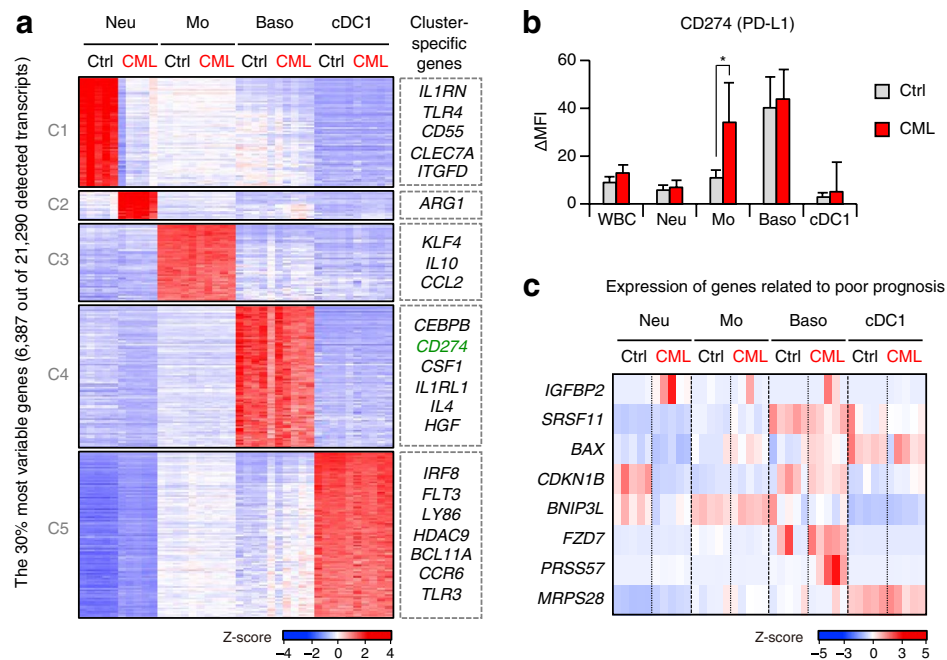 a
Neu Mo Baso cDC1
Ctrl CML Ctrl CML Ctrl CML Ctrl CML
Cluster-
specific
genes
The 30% most variable genes (6,387 out of 21,290 detected transcripts)
C1
IL1RN
TLR4
CD55
CLEC7A
ITGFD
C2
ARG1
C3
KLF4
IL10
CCL2
C4
CEBPB
CD274
CSF1
IL1RL1
IL4
HGF
C5
IRF8
FLT3
LY86
HDAC9
BCL11A
CCR6
TLR3
Z-score
−4 −2 0 2 4
b
CD274 (PD-L1)
ΔMFI
60
40
20
0
*
WBC Neu Mo Baso cDC1
Ctrl
CML
c
Expression of genes related to poor prognosis
Neu Mo Baso cDC1
Ctrl CML Ctrl CML Ctrl CML Ctrl CML
IGFBP2
SRSF11
BAX
CDKN1B
BNIP3L
FZD7
PRSS57
MRPS28
Z-score
−5 −3 0 3 5